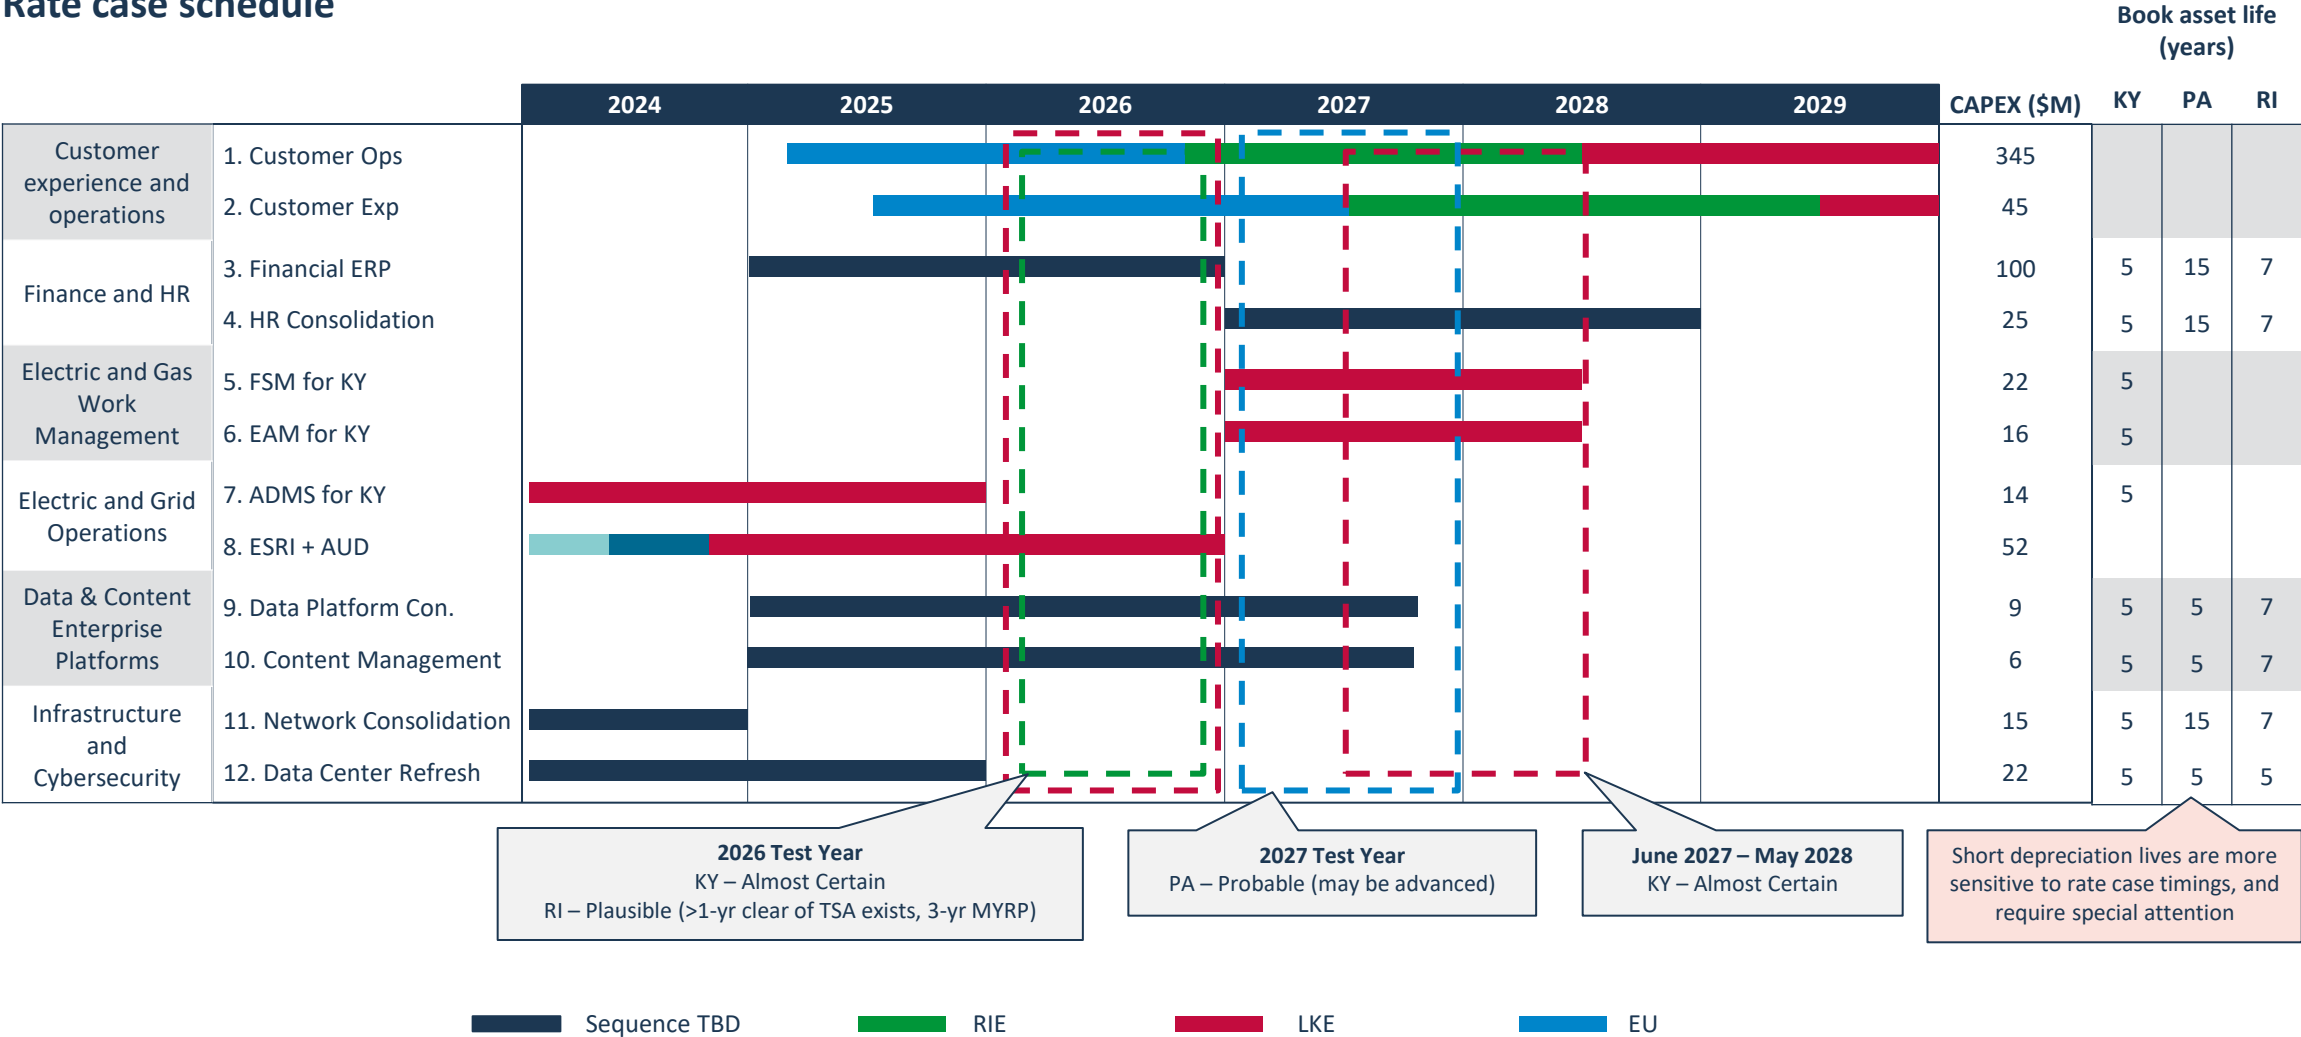 Rate case schedule
Book asset life
(years)
2024 2025 2026 2027 2028 2029 CAPEX ($M) KY PA RI
Customer
experience and
operations
1. Customer Ops 345
2. Customer Exp 45
Finance and HR
3. Financial ERP 100 5 15 7
4. HR Consolidation 25 5 15 7
Electric and Gas
Work
Management
5. FSM for KY 22 5
6. EAM for KY 16 5
Electric and Grid
Operations
7. ADMS for KY 14 5
8. ESRI + AUD 52
Data & Content
Enterprise
Platforms
9. Data Platform Con. 9 5 5 7
10. Content Management 6 5 5 7
Infrastructure
and
Cybersecurity
11. Network Consolidation 15 5 15 7
12. Data Center Refresh 22 5 5 5
2026 Test Year
KY – Almost Certain
RI – Plausible (>1-yr clear of TSA exists, 3-yr MYRP)
2027 Test Year
PA – Probable (may be advanced)
June 2027 – May 2028
KY – Almost Certain
Short depreciation lives are more
sensitive to rate case timings, and
require special attention
Sequence TBD RIE LKE EU